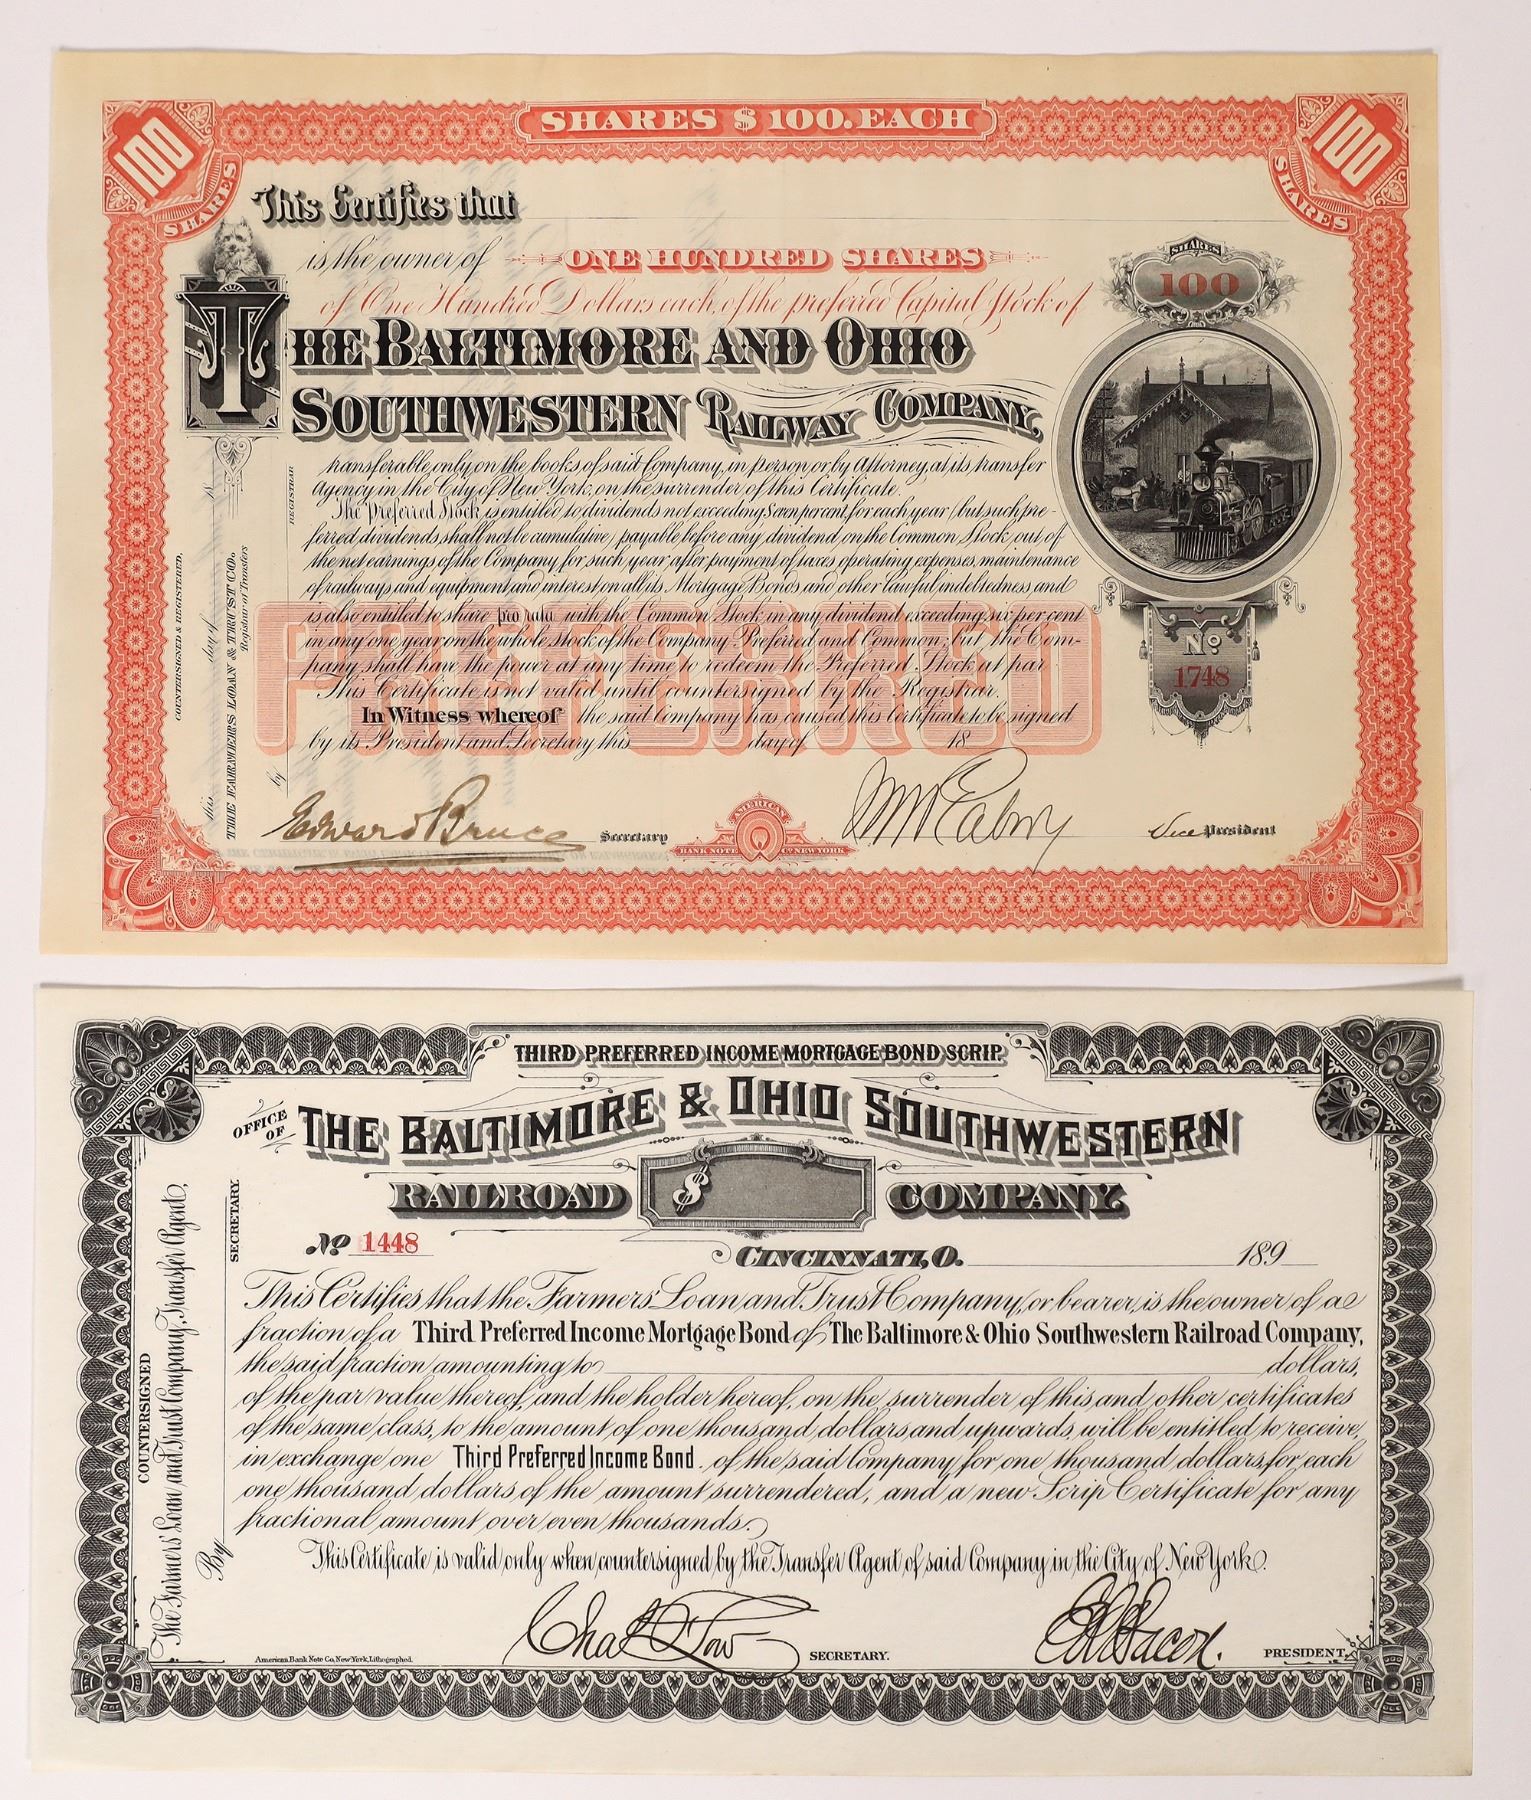 SHARES $100. EACH
100
SHARES
100
SHARES
This Certifies that
is the owner of ONE HUNDRED SHARES
of One Hundred Dollars each, of the preferred Capital Stock of
THE BALTIMORE AND OHIO
SOUTHWESTERN RAILWAY COMPANY,
transferable only on the books of said Company, in person or by Attorney, at its transfer
Agency in the City of New York, on the surrender of this Certificate.
The Preferred Stock is entitled to dividends not exceeding Seven per cent, for each year (but such pre-
ferred dividends shall not be cumulative) payable before any dividend on the Common Stock, out of
the net earnings of the Company for such year after payment of taxes operating expenses, maintenance
of railways and equipment and interest on all its Mortgage Bonds and other lawful indebtedness and
is also entitled to share pro rata with the Common Stock in any dividend exceeding six per cent
in any one year on the whole stock of the Company Preferred and Common; but the Com-
pany shall have the power at any time to redeem the Preferred Stock at par
This Certificate is not valid until countersigned by the Registrar.
In Witness whereof the said Company has caused this Certificate to be signed
by its President and Secretary this day of 18
PREFERRED
SHARES
100
No
1748
COUNTERSIGNED & REGISTERED,
this day of 18
THE FARMERS LOAN & TRUST CO.
Registrar of Transfers
by REGISTRAR
Edward Bruce Secretary
AMERICAN
BANK NOTE CO NEW YORK
Vice President
THIRD PREFERRED INCOME MORTGAGE BOND SCRIP.
OFFICE
OF
THE BALTIMORE & OHIO SOUTHWESTERN
RAILROAD $ COMPANY.
No 1448
CINCINNATI, O. 189
This Certifies that the Farmers' Loan and Trust Company, or bearer, is the owner of a
fraction of a Third Preferred Income Mortgage Bond of The Baltimore & Ohio Southwestern Railroad Company,
the said fraction amounting to dollars,
of the par value thereof, and the holder hereof, on the surrender of this and other certificates
of the same class, to the amount of one thousand dollars and upwards, will be entitled to receive,
in exchange one Third Preferred Income Bond of the said Company for one thousand dollars, for each
one thousand dollars of the amount surrendered, and a new Scrip Certificate for any
fractional amount over even thousands.
This Certificate is valid only when countersigned by the Transfer Agent of said Company in the City of New York.
COUNTERSIGNED
The Farmers' Loan and Trust Company, Transfer Agent,
By SECRETARY.
American Bank Note Co, New York, Lithographed.
SECRETARY.
Bacon. PRESIDENT.